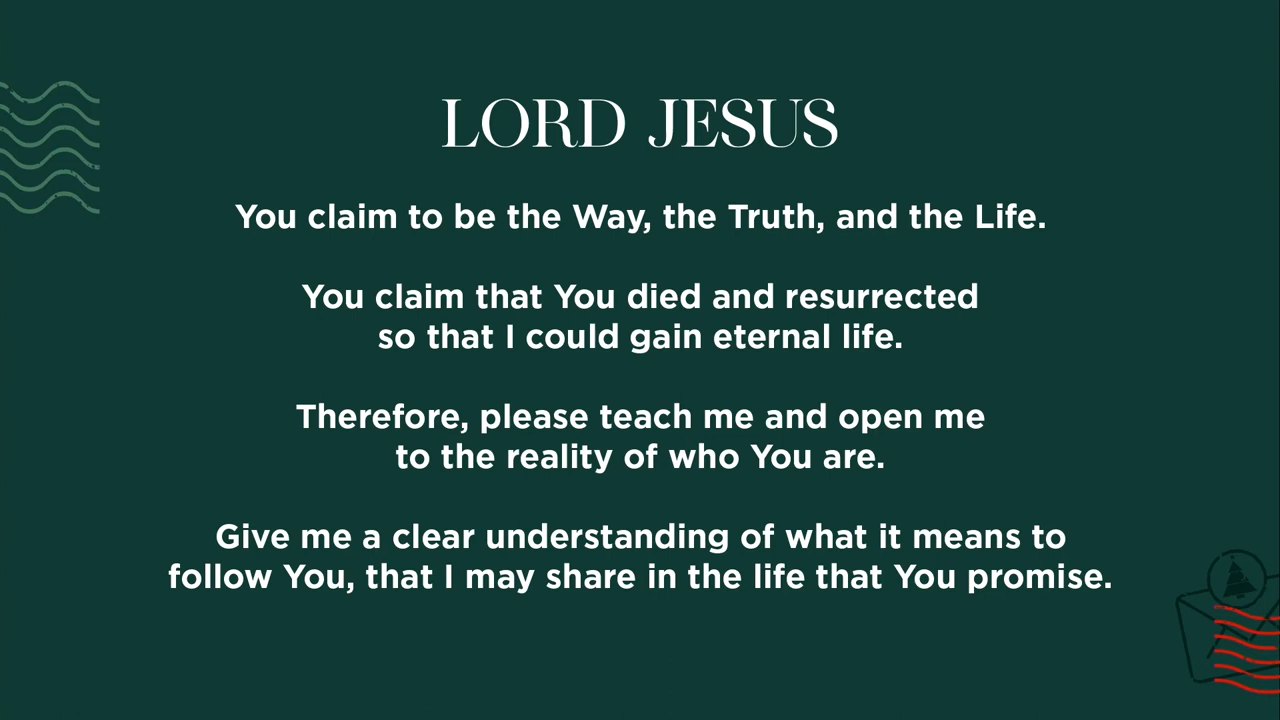 LORD JESUS
You claim to be the Way, the Truth, and the Life.
You claim that You died and resurrected
so that I could gain eternal life.
Therefore, please teach me and open me
to the reality of who You are.
Give me a clear understanding of what it means to
follow You, that I may share in the life that You promise.